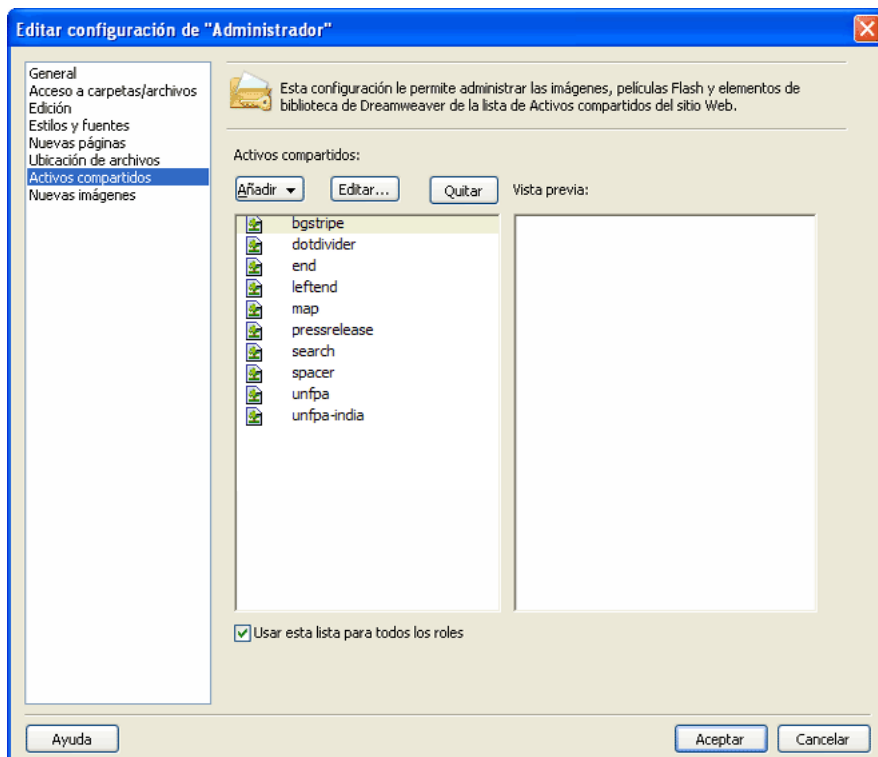 Editar configuración de "Administrador"
General
Acceso a carpetas/archivos
Edición
Estilos y fuentes
Nuevas páginas
Ubicación de archivos
Activos compartidos
Nuevas imágenes
Esta configuración le permite administrar las imágenes, películas Flash y elementos de
biblioteca de Dreamweaver de la lista de Activos compartidos del sitio Web.
Activos compartidos:
Añadir
Editar...
Quitar
Vista previa:
bgstripe
dotdivider
end
leftend
map
pressrelease
search
spacer
unfpa
unfpa-india
Usar esta lista para todos los roles
Ayuda
Aceptar
Cancelar